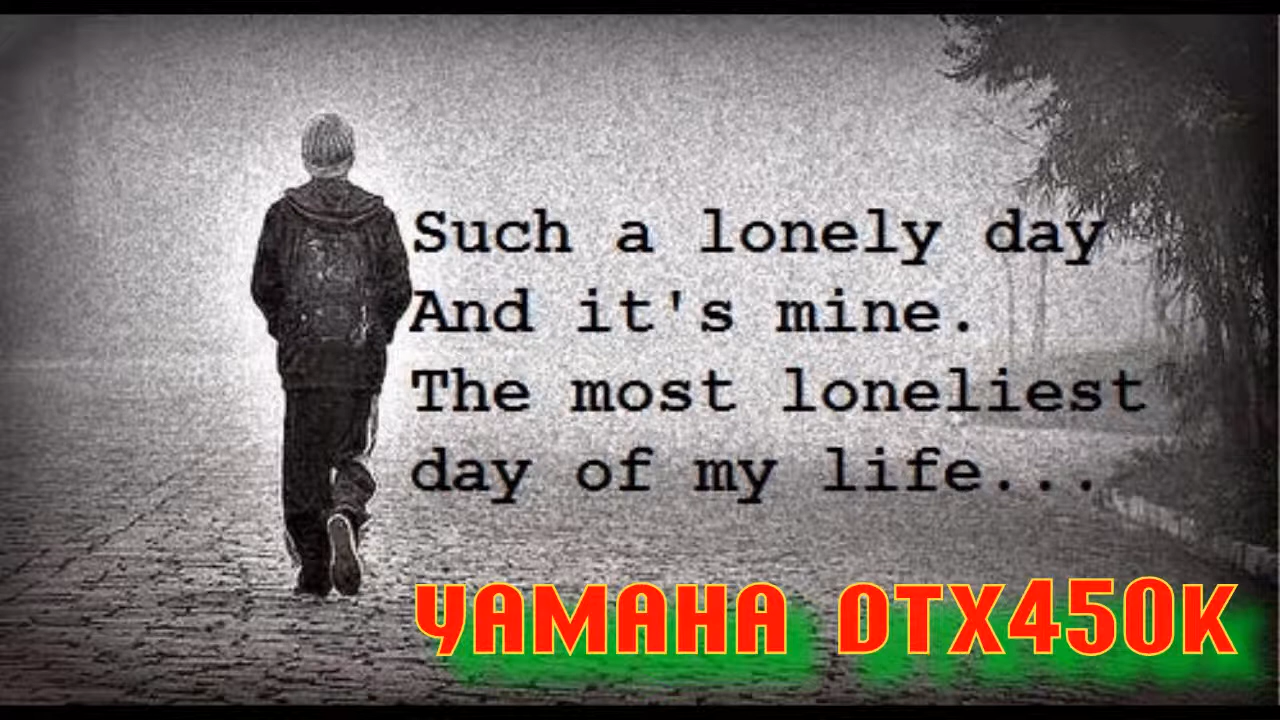 Such a lonely day
And it's mine.
The most loneliest
day of my life...
YAMAHA DTX450K